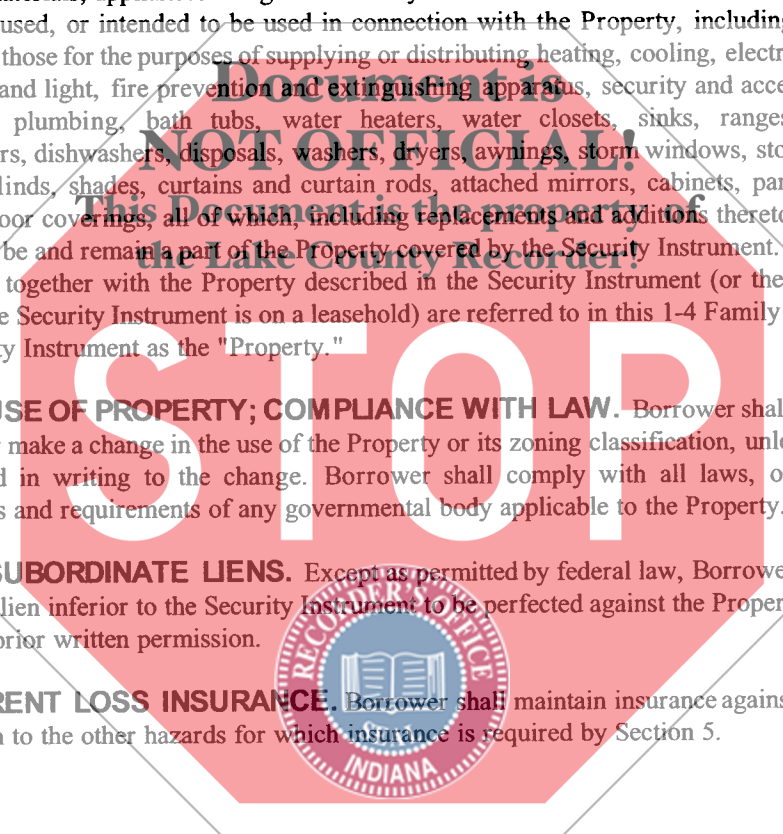 used, or intended to be used in connection with the Property, including
those for the purposes of supplying or distributing heating, cooling, electr
and light, fire prevention and extinguishing apparatus, security and acce
plumbing, bath tubs, water heaters, water closets, sinks, ranges
rs, dishwashers, disposals, washers, dryers, awnings, storm windows, sto
linds, shades, curtains and curtain rods, attached mirrors, cabinets, pan
oor coverings, all of which, including replacements and additions thereto
be and remain a part of the Property covered by the Security Instrument.
together with the Property described in the Security Instrument (or the
e Security Instrument is on a leasehold) are referred to in this 1-4 Family
ty Instrument as the "Property."
Document is
NOT OFFICIAL!
This Document is the property of
the Lake County Recorder!
STOP
USE OF PROPERTY; COMPLIANCE WITH LAW. Borrower shal
make a change in the use of the Property or its zoning classification, unle
d in writing to the change. Borrower shall comply with all laws, o
s and requirements of any governmental body applicable to the Property.
SUBORDINATE LIENS. Except as permitted by federal law, Borrowe
lien inferior to the Security Instrument to be perfected against the Proper
prior written permission.
RENT LOSS INSURANCE. Borrower shall maintain insurance agains
n to the other hazards for which insurance is required by Section 5.
RECORDER'S OFFICE
SEAL
INDIANA